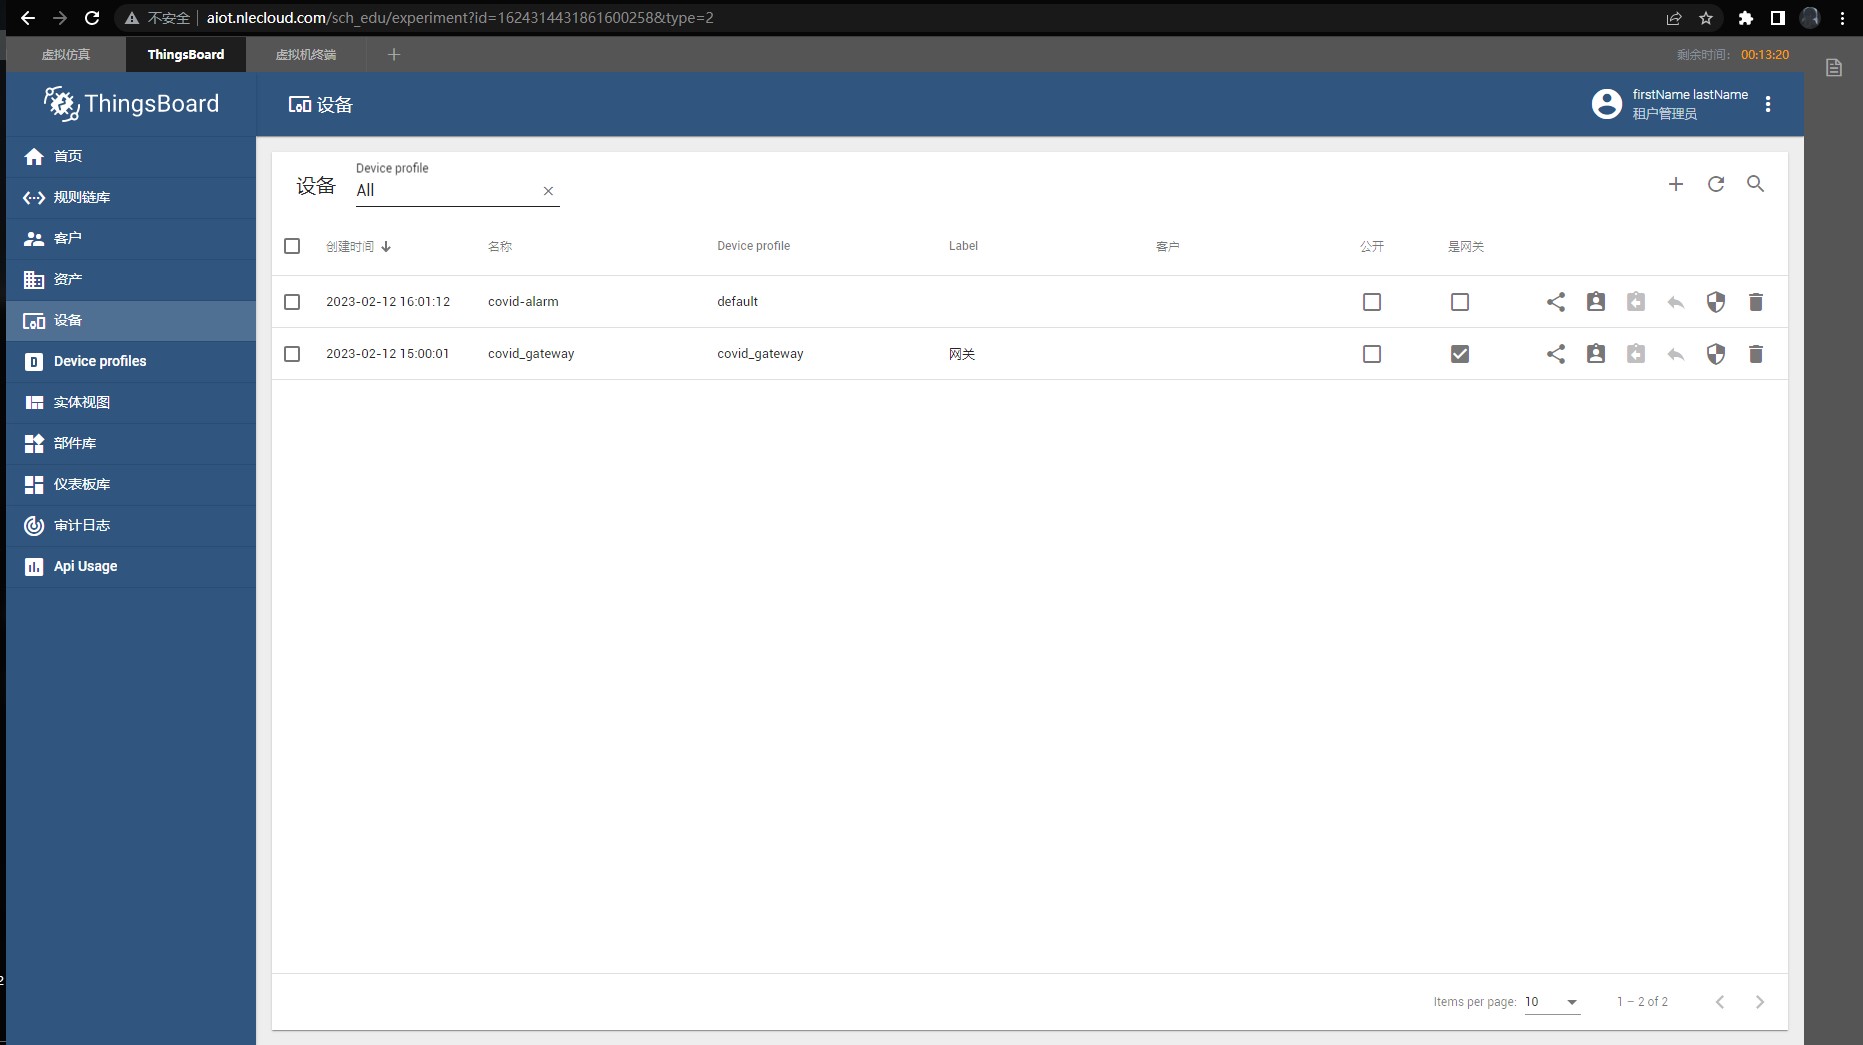 不安全 aiot.nlecloud.com/sch_edu/experiment?id=1624314431861600258&type=2
虚拟仿真 ThingsBoard 虚拟机终端 剩余时间: 00:13:20
ThingsBoard
设备
firstName lastName
租户管理员
首页
规则链库
客户
资产
设备
Device profiles
实体视图
部件库
仪表板库
审计日志
Api Usage
设备
Device profile
All
创建时间 名称 Device profile Label 客户 公开 是网关
2023-02-12 16:01:12 covid-alarm default
2023-02-12 15:00:01 covid_gateway covid_gateway 网关
Items per page: 10 1 – 2 of 2